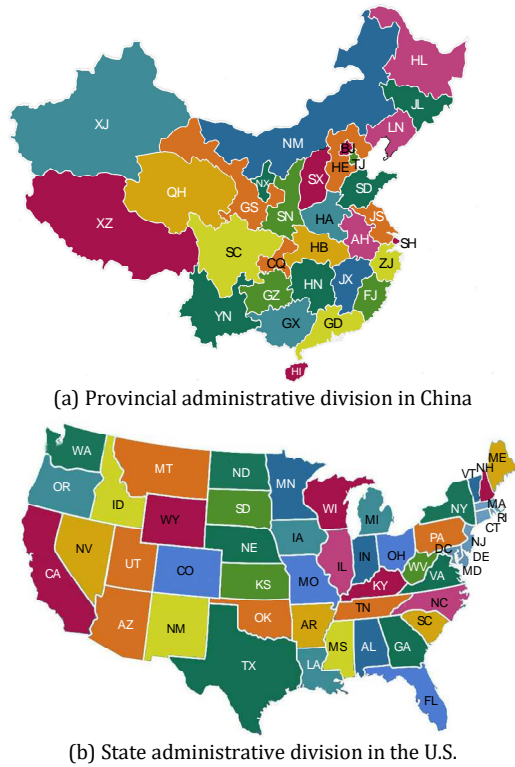 HL
JL
XJ
LN
NM
BJ
TJ
HE
NX
SX
SD
QH
GS
SN
HA
JS
XZ
AH
SH
SC
HB
CQ
ZJ
HN
JX
GZ
FJ
YN
GX
GD
HI
(a) Provincial administrative division in China
WA
ME
MT
ND
VT
NH
OR
MN
ID
SD
WI
NY
MA
WY
MI
RI
CT
IA
PA
NJ
NV
NE
OH
DC
DE
UT
IL
IN
WV
MD
CA
CO
KS
MO
KY
VA
TN
NC
AZ
NM
OK
AR
SC
MS
AL
GA
TX
LA
FL
(b) State administrative division in the U.S.